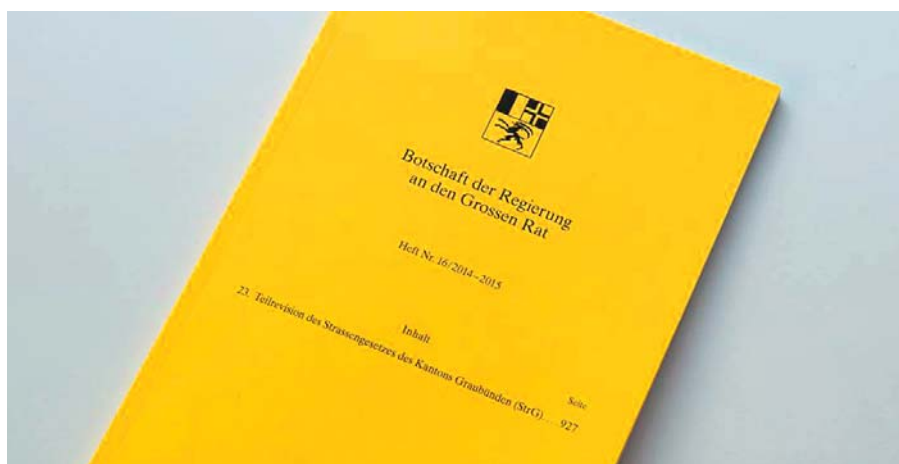 Botschaft der Regierung
an den Grossen Rat
Heft Nr. 16/2014–2015
Inhalt
Seite
23. Teilrevision des Strassengesetzes des Kantons Graubünden (StrG) .... 927